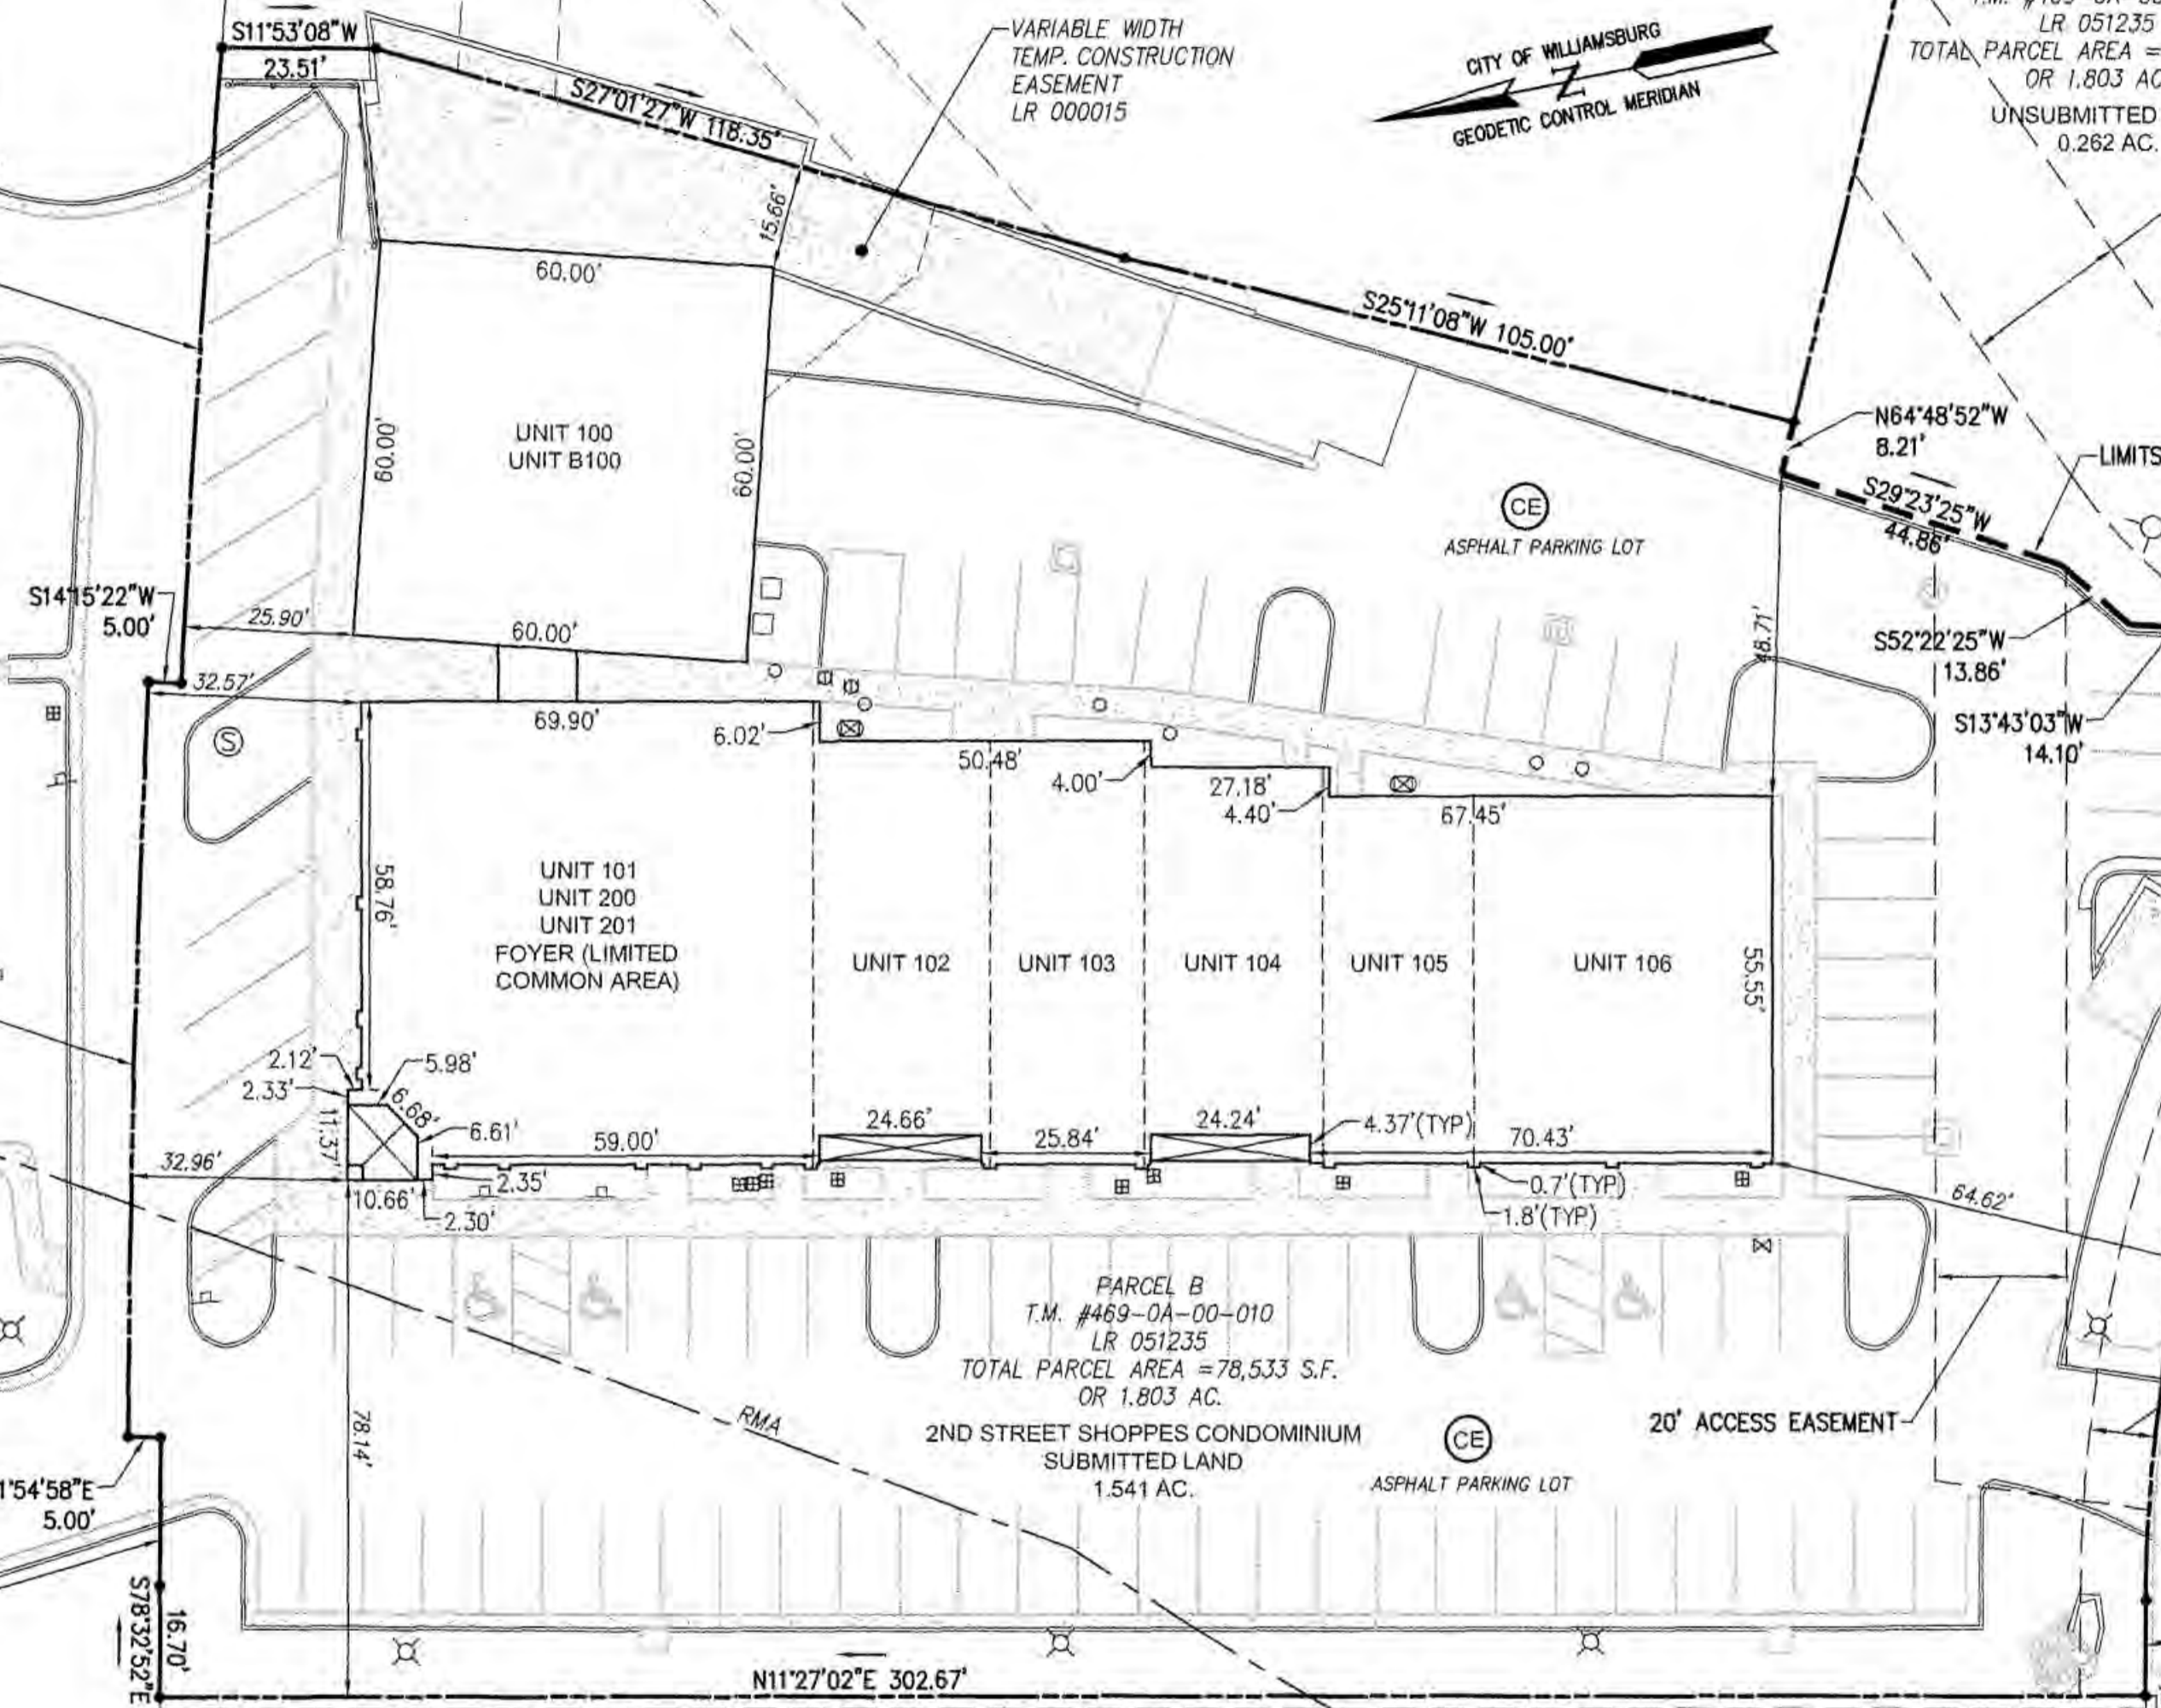 S11°53'08"W
23.51'
S27°01'27"W 118.35'
VARIABLE WIDTH
TEMP. CONSTRUCTION
EASEMENT
LR 000015
CITY OF WILLIAMSBURG
N
GEODETIC CONTROL MERIDIAN
LR 051235
TOTAL PARCEL AREA =
OR 1.803 AC
UNSUBMITTED
0.262 AC.
15.66'
60.00'
S25°11'08"W 105.00'
N64°48'52"W
8.21'
LIMITS
S29°23'25"W
44.86'
60.00'
UNIT 100
UNIT B100
60.00'
CE
ASPHALT PARKING LOT
S14°15'22"W
5.00'
25.90'
60.00'
48.71'
S52°22'25"W
13.86'
32.57'
S
69.90'
6.02'
50.48'
4.00'
27.18'
4.40'
67.45'
S13°43'03"W
14.10'
58.76'
UNIT 101
UNIT 200
UNIT 201
FOYER (LIMITED
COMMON AREA)
UNIT 102
UNIT 103
UNIT 104
UNIT 105
UNIT 106
55.55'
2.12'
5.98'
2.33'
6.68'
11.37'
6.61'
59.00'
24.66'
25.84'
24.24'
4.37'(TYP)
70.43'
32.96'
10.66'
2.35'
2.30'
0.7'(TYP)
1.8'(TYP)
64.62'
PARCEL B
T.M. #469-0A-00-010
LR 051235
TOTAL PARCEL AREA =78,533 S.F.
OR 1.803 AC.
2ND STREET SHOPPES CONDOMINIUM
SUBMITTED LAND
1.541 AC.
RMA
78.14'
CE
ASPHALT PARKING LOT
20' ACCESS EASEMENT
1°54'58"E
5.00'
S78°32'52"E
16.70'
N11°27'02"E 302.67'